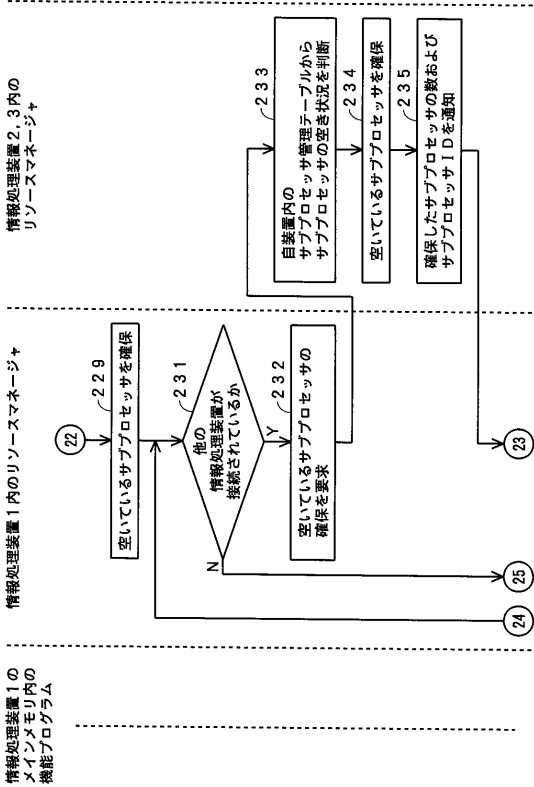 情報処理装置1の
メインメモリ内の
機能プログラム
情報処理装置1内のリソースマネージャ
情報処理装置2,3内の
リソースマネージャ
22
229
空いているサブプロセッサを確保
231
他の
情報処理装置が
接続されているか
N
Y
232
空いているサブプロセッサの
確保を要求
233
自装置内の
サブプロセッサ管理テーブルから
サブプロセッサの空き状況を判断
234
空いているサブプロセッサを確保
235
確保したサブプロセッサの数および
サブプロセッサIDを通知
24
25
23